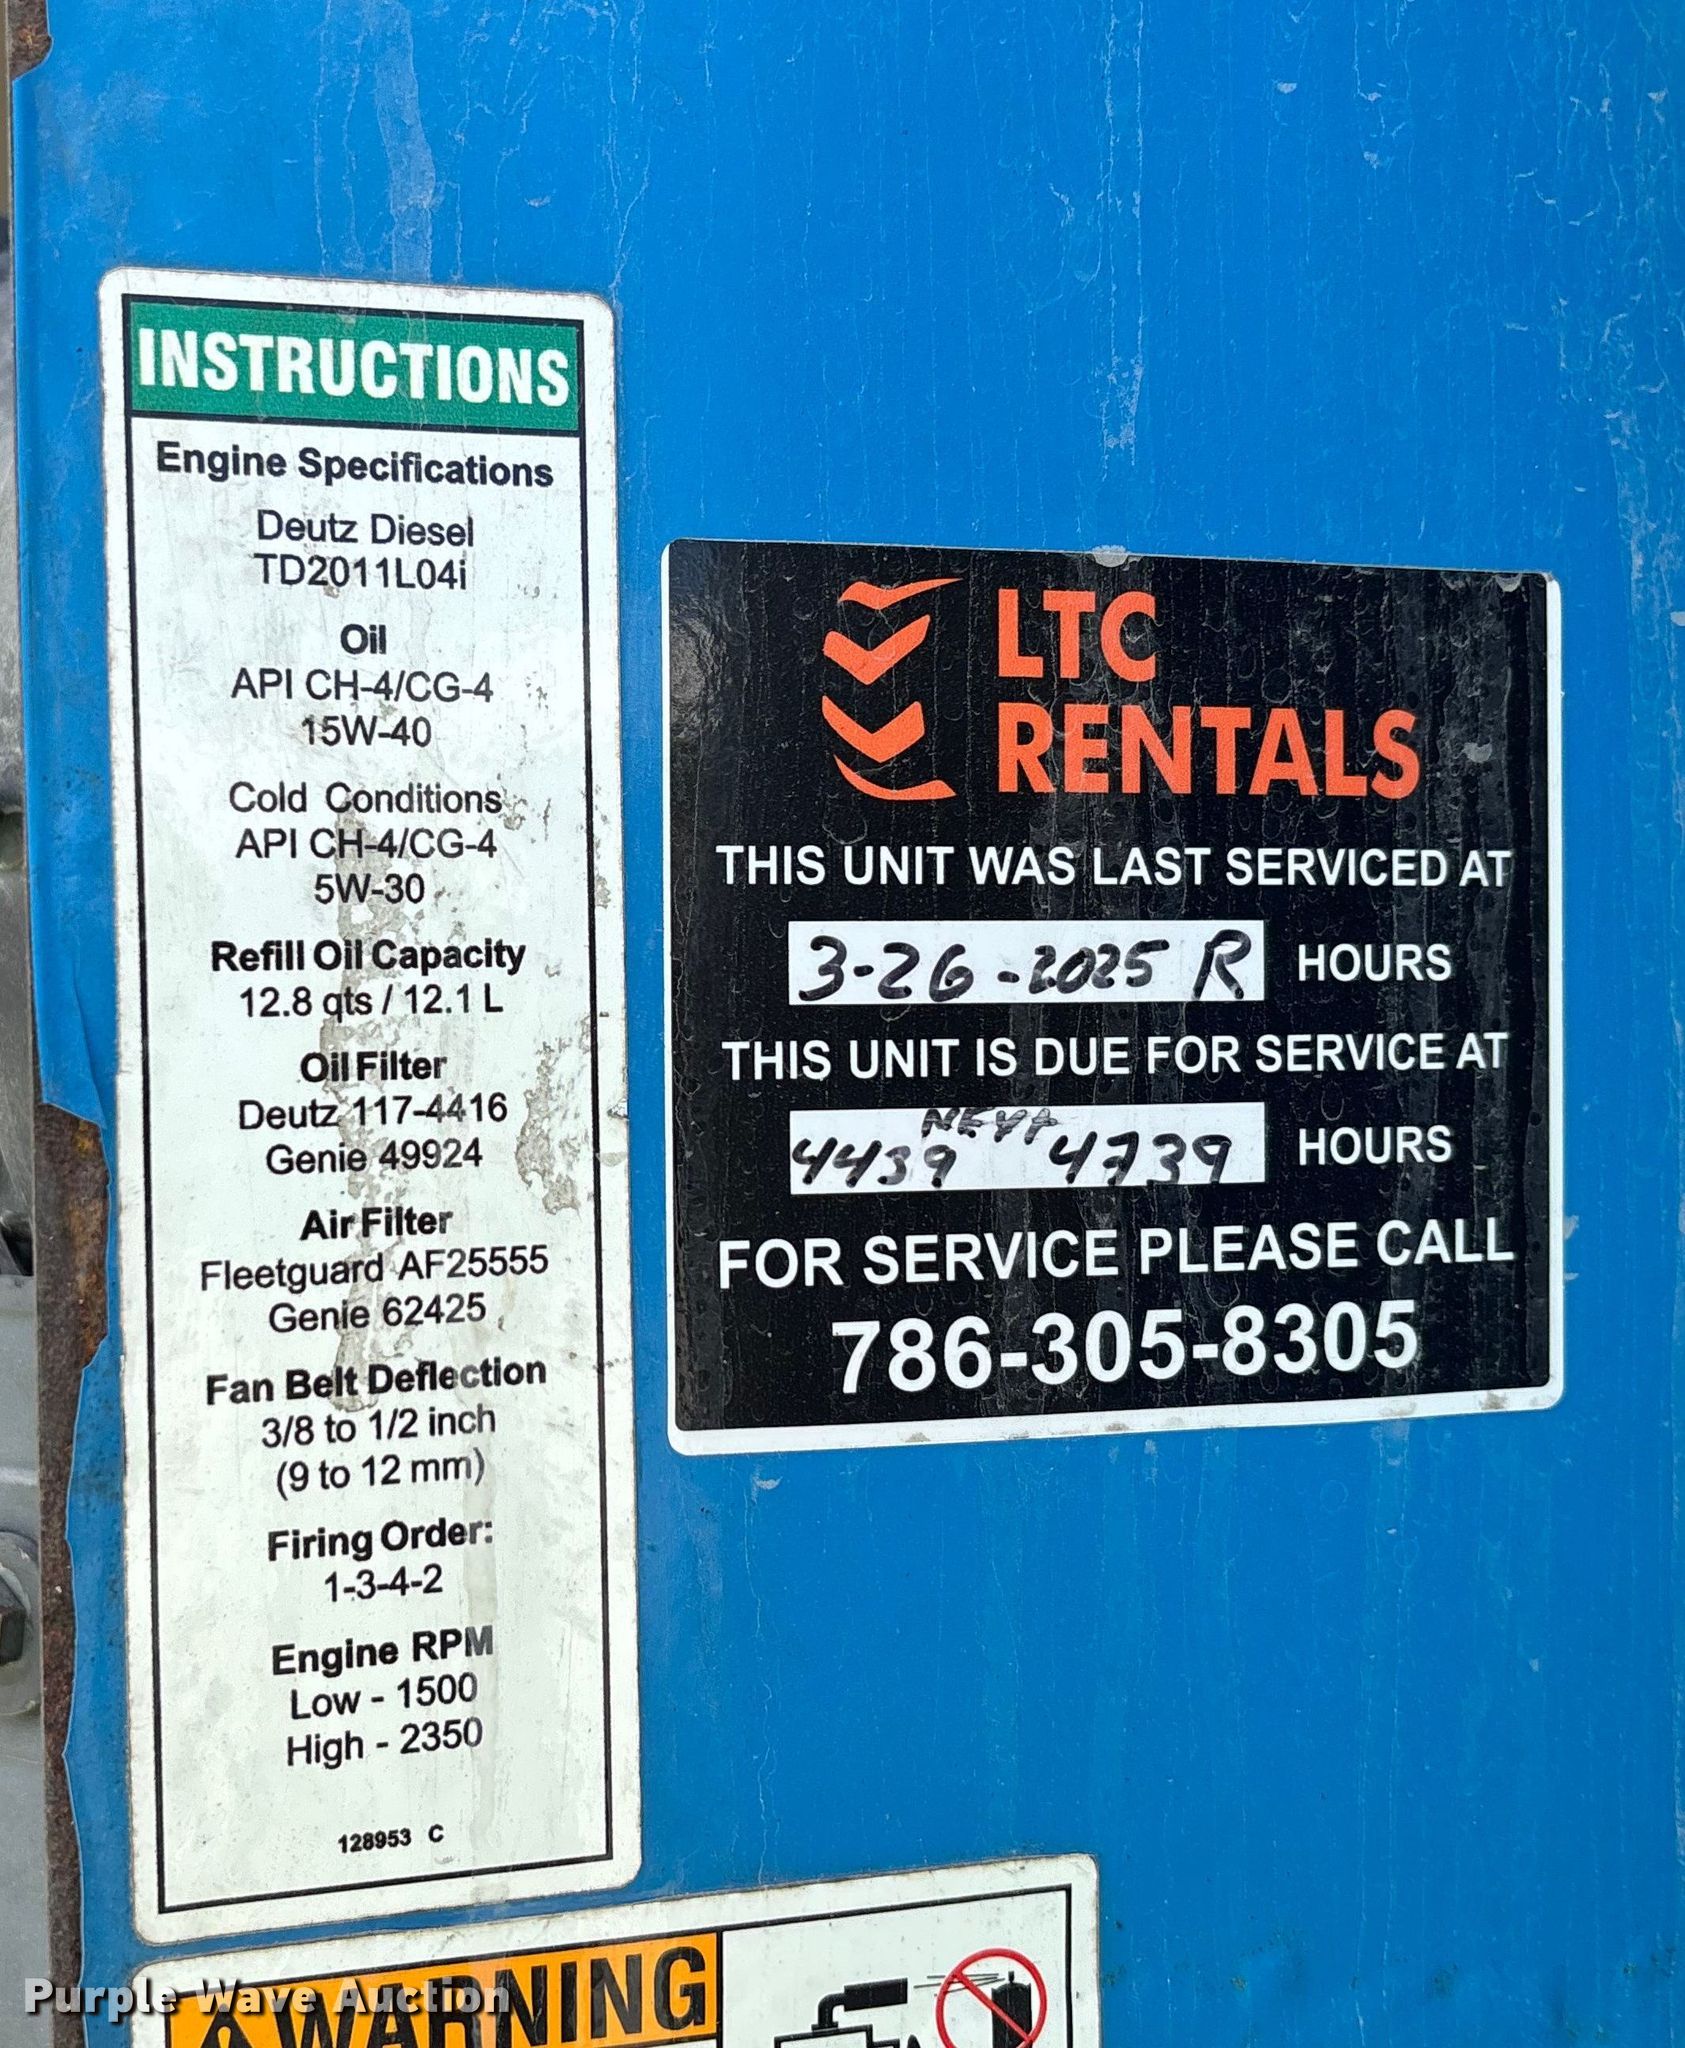 INSTRUCTIONS
Engine Specifications
Deutz Diesel
TD2011L04i
Oil
API CH-4/CG-4
15W-40
Cold Conditions
API CH-4/CG-4
5W-30
Refill Oil Capacity
12.8 qts / 12.1 L
Oil Filter
Deutz 117-4416
Genie 49924
Air Filter
Fleetguard AF25555
Genie 62425
Fan Belt Deflection
3/8 to 1/2 inch
(9 to 12 mm)
Firing Order:
1-3-4-2
Engine RPM
Low - 1500
High - 2350
128953 C
LTC
RENTALS
THIS UNIT WAS LAST SERVICED AT
3-26-2025 R HOURS
THIS UNIT IS DUE FOR SERVICE AT
4439 NEXT 4739 HOURS
FOR SERVICE PLEASE CALL
786-305-8305
WARNING
Purple Wave Auction